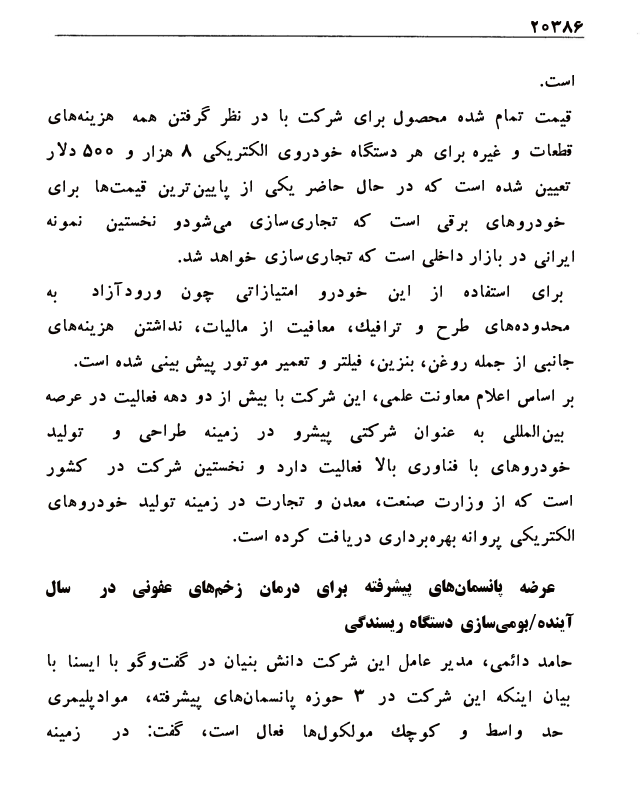 ۲۰۳۸۶
است.
قیمت تمام شده محصول برای شرکت با در نظر گرفتن همه هزینه‌های
قطعات و غیره برای هر دستگاه خودروی الکتریکی ۸ هزار و ۵۰۰ دلار
تعیین شده است که در حال حاضر یکی از پایین‌ترین قیمت‌ها برای
خودروهای برقی است که تجاری‌سازی می‌شودو نخستین نمونه
ایرانی در بازار داخلی است که تجاری‌سازی خواهد شد.
برای استفاده از این خودرو امتیازاتی چون ورودآزاد به
محدوده‌های طرح و ترافیك، معافیت از مالیات، نداشتن هزینه‌های
جانبی از جمله روغن، بنزین، فیلتر و تعمیر موتور پیش بینی شده است.
بر اساس اعلام معاونت علمی، این شرکت با بیش از دو دهه فعالیت در عرصه
بین‌المللی به عنوان شرکتی پیشرو در زمینه طراحی و تولید
خودروهای با فناوری بالا فعالیت دارد و نخستین شرکت در کشور
است که از وزارت صنعت، معدن و تجارت در زمینه تولید خودروهای
الکتریکی پروانه بهره‌برداری دریافت کرده است.
عرضه پانسمان‌های پیشرفته برای درمان زخم‌های عفونی در سال
آینده/بومی‌سازی دستگاه ریسندگی
حامد دائمی، مدیر عامل این شرکت دانش بنیان در گفت‌وگو با ایسنا با
بیان اینکه این شرکت در ۳ حوزه پانسمان‌های پیشرفته، موادپلیمری
حد واسط و کوچك مولکول‌ها فعال است، گفت: در زمینه